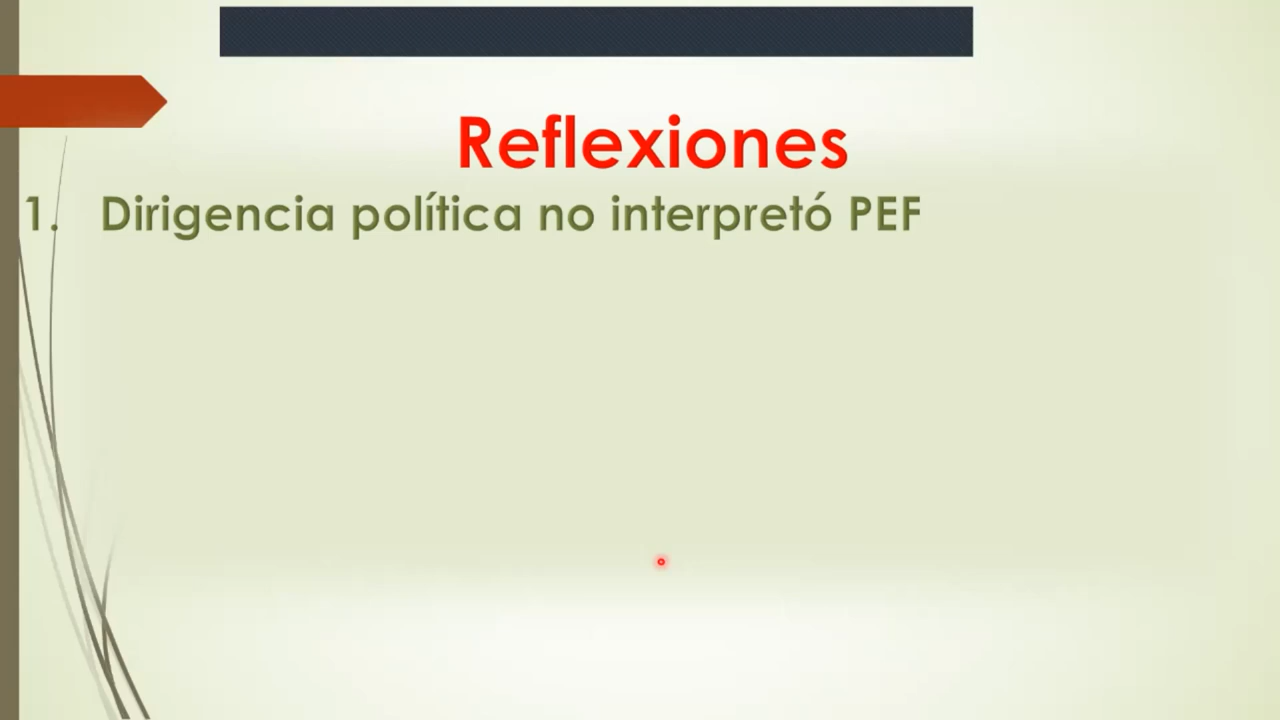 Reflexiones
1. Dirigencia política no interpretó PEF